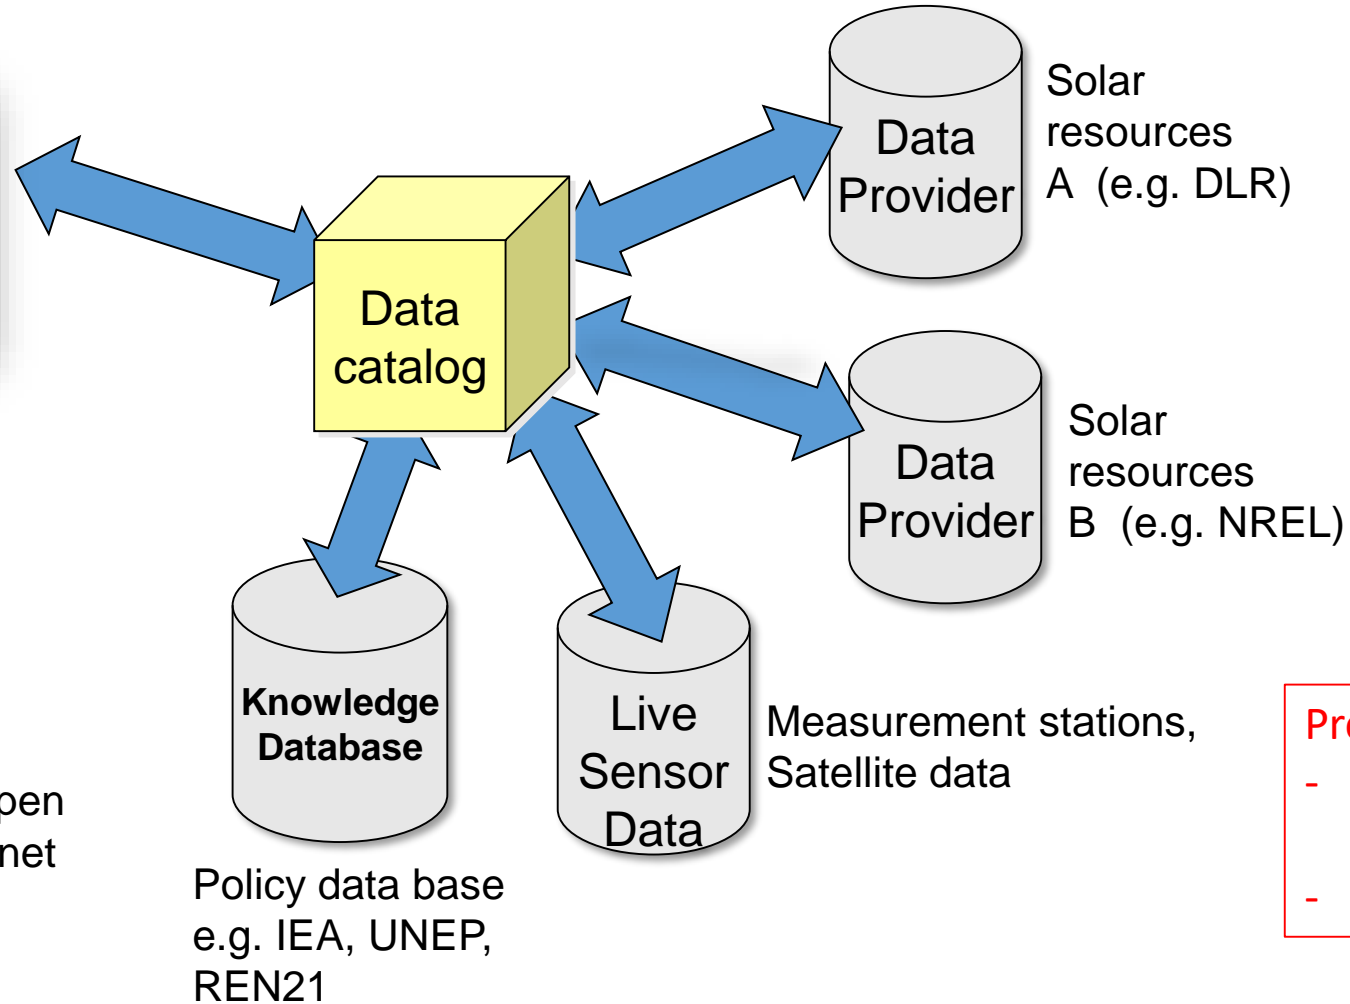 Solar
resources
A (e.g. DLR)
Data
Provider
Data
catalog
Solar
resources
B (e.g. NREL)
Data
Provider
Knowledge
Database
Live
Sensor
Data
Measurement stations,
Satellite data
-
-
net
Policy data base
e.g. IEA, UNEP,
REN21